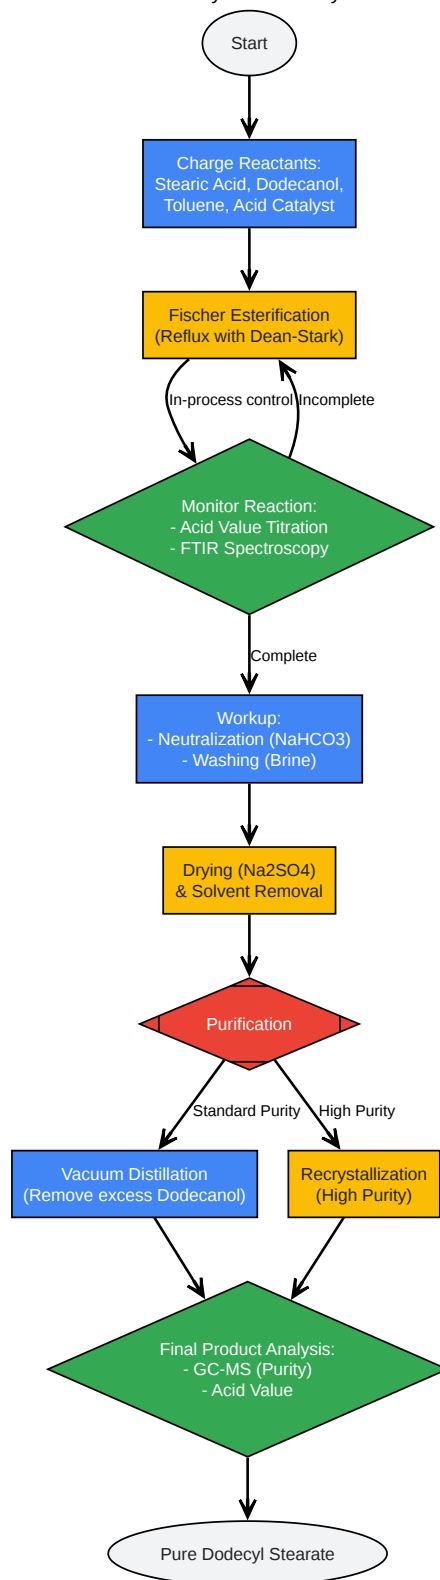 Start
Charge Reactants:
Stearic Acid, Dodecanol,
Toluene, Acid Catalyst
Fischer Esterification
(Reflux with Dean-Stark)
In-process control
Incomplete
Monitor Reaction:
- Acid Value Titration
- FTIR Spectroscopy
Complete
Workup:
- Neutralization (NaHCO3)
- Washing (Brine)
Drying (Na2SO4)
& Solvent Removal
Purification
Standard Purity
High Purity
Vacuum Distillation
(Remove excess Dodecanol)
Recrystallization
(High Purity)
Final Product Analysis:
- GC-MS (Purity)
- Acid Value
Pure Dodecyl Stearate